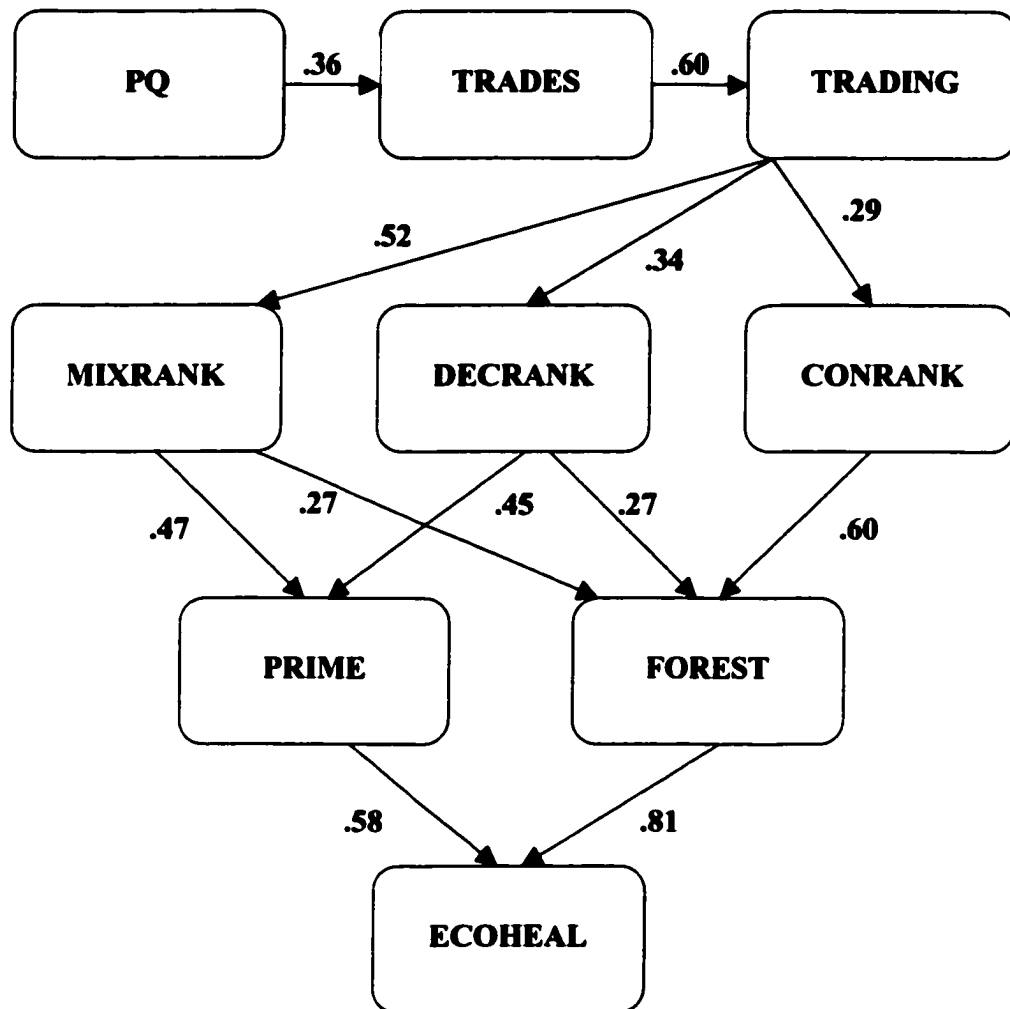 PQ .36 TRADES .60 TRADING
.52 .34 .29
MIXRANK DECRANK CONRANK
.47 .27 .45 .27 .60
PRIME FOREST
.58 .81
ECOHEAL